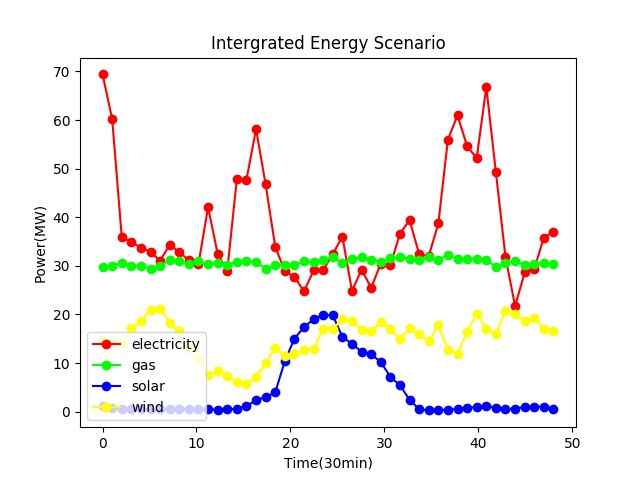 Intergrated Energy Scenario
Power(MW)
70
60
50
40
30
20
10
0
electricity
gas
solar
wind
0 10 20 30 40 50
Time(30min)